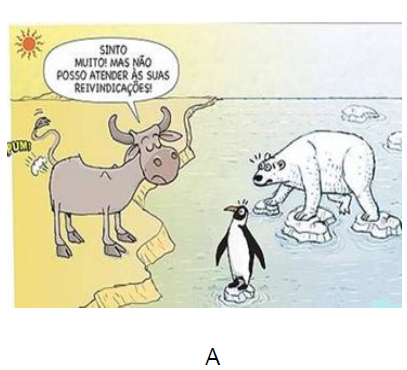 SINTO
MUITO! MAS NÃO
POSSO ATENDER ÀS SUAS
REIVINDICAÇÕES!
PUM!
A